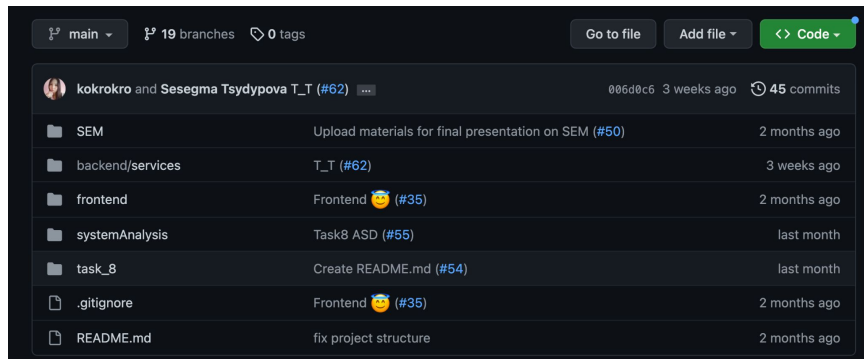 main 19 branches 0 tags Go to file Add file <> Code
kokrokro and Sesegma Tsydypova T_T (#62) ... 006d0c6 3 weeks ago 45 commits
SEM Upload materials for final presentation on SEM (#50) 2 months ago
backend/services T_T (#62) 3 weeks ago
frontend Frontend 😇 (#35) 2 months ago
systemAnalysis Task8 ASD (#55) last month
task_8 Create README.md (#54) last month
.gitignore Frontend 😇 (#35) 2 months ago
README.md fix project structure 2 months ago